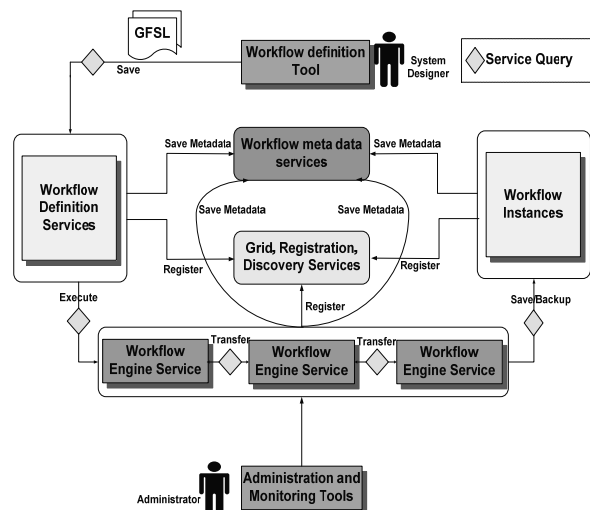 GFSL
Save
Workflow definition
Tool
System
Designer
Service Query
Save Metadata
Workflow meta data
services
Save Metadata
Workflow
Definition
Services
Workflow
Instances
Save Metadata
Save Metadata
Grid, Registration,
Discovery Services
Register
Register
Register
Execute
Save/Backup
Transfer
Transfer
Workflow
Engine Service
Workflow
Engine Service
Workflow
Engine Service
Administrator
Administration and
Monitoring Tools